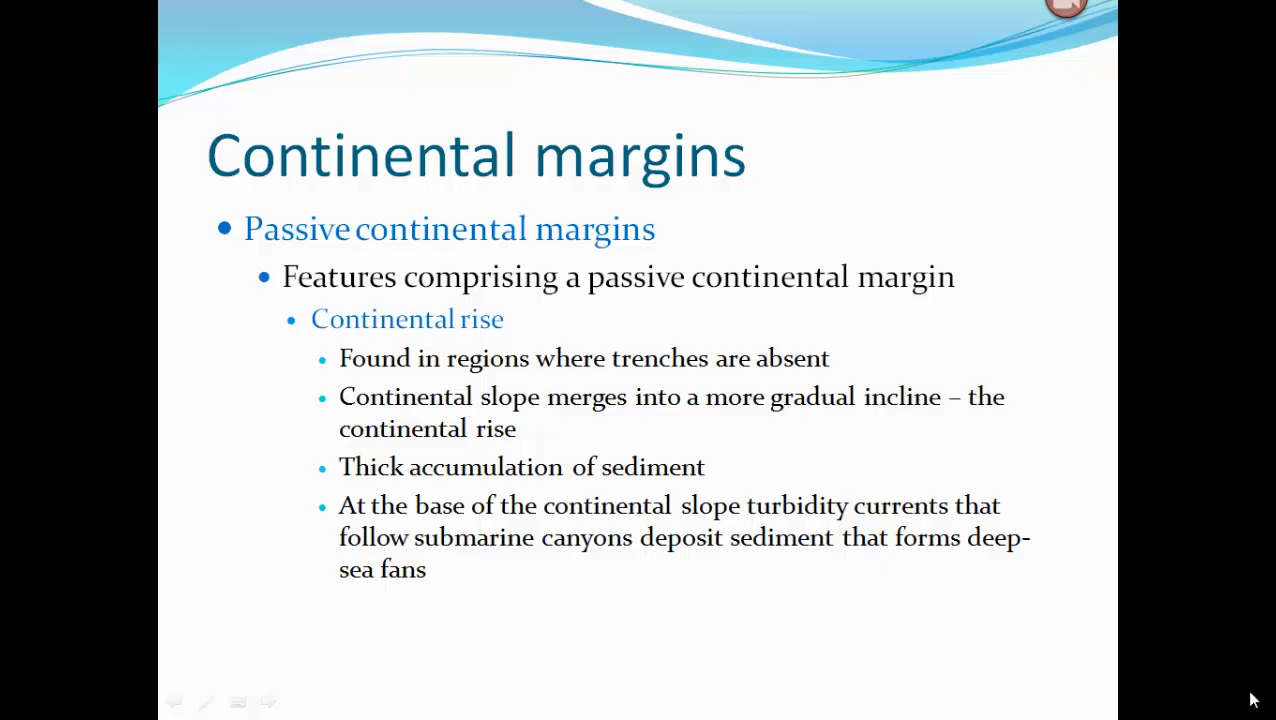 Continental margins
Passive continental margins
Features comprising a passive continental margin
Continental rise
Found in regions where trenches are absent
Continental slope merges into a more gradual incline – the
continental rise
Thick accumulation of sediment
At the base of the continental slope turbidity currents that
follow submarine canyons deposit sediment that forms deep-
sea fans